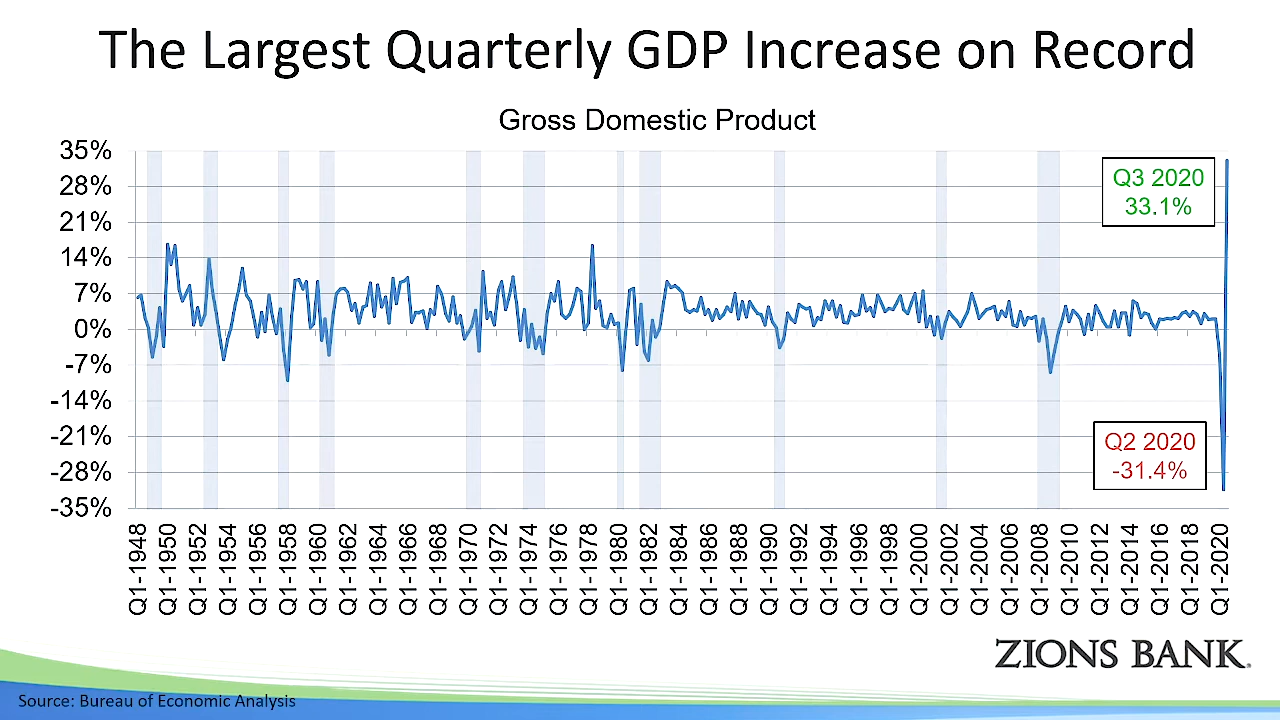 The Largest Quarterly GDP Increase on Record
Gross Domestic Product
35%
28%
21%
14%
7%
0%
-7%
-14%
-21%
-28%
-35%
Q3 2020
33.1%
Q2 2020
-31.4%
Q1-1948
Q1-1950
Q1-1952
Q1-1954
Q1-1956
Q1-1958
Q1-1960
Q1-1962
Q1-1964
Q1-1966
Q1-1968
Q1-1970
Q1-1972
Q1-1974
Q1-1976
Q1-1978
Q1-1980
Q1-1982
Q1-1984
Q1-1986
Q1-1988
Q1-1990
Q1-1992
Q1-1994
Q1-1996
Q1-1998
Q1-2000
Q1-2002
Q1-2004
Q1-2006
Q1-2008
Q1-2010
Q1-2012
Q1-2014
Q1-2016
Q1-2018
Q1-2020
ZIONS BANK®
Source: Bureau of Economic Analysis